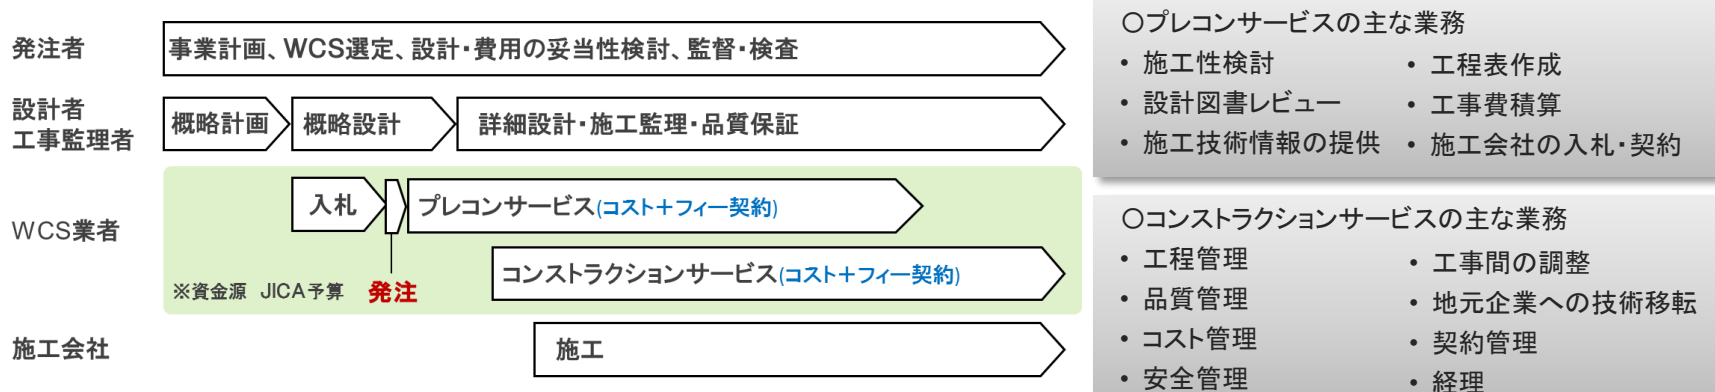 発注者
事業計画、WCS選定、設計・費用の妥当性検討、監督・検査
設計者
工事監理者
概略計画
概略設計
詳細設計・施工監理・品質保証
WCS業者
入札
プレコンサービス(コスト＋フィー契約)
コンストラクションサービス(コスト＋フィー契約)
※資金源 JICA予算
発注
施工会社
施工
〇プレコンサービスの主な業務
• 施工性検討
• 設計図書レビュー
• 施工技術情報の提供
• 工程表作成
• 工事費積算
• 施工会社の入札・契約
〇コンストラクションサービスの主な業務
• 工程管理
• 品質管理
• コスト管理
• 安全管理
• 工事間の調整
• 地元企業への技術移転
• 契約管理
• 経理